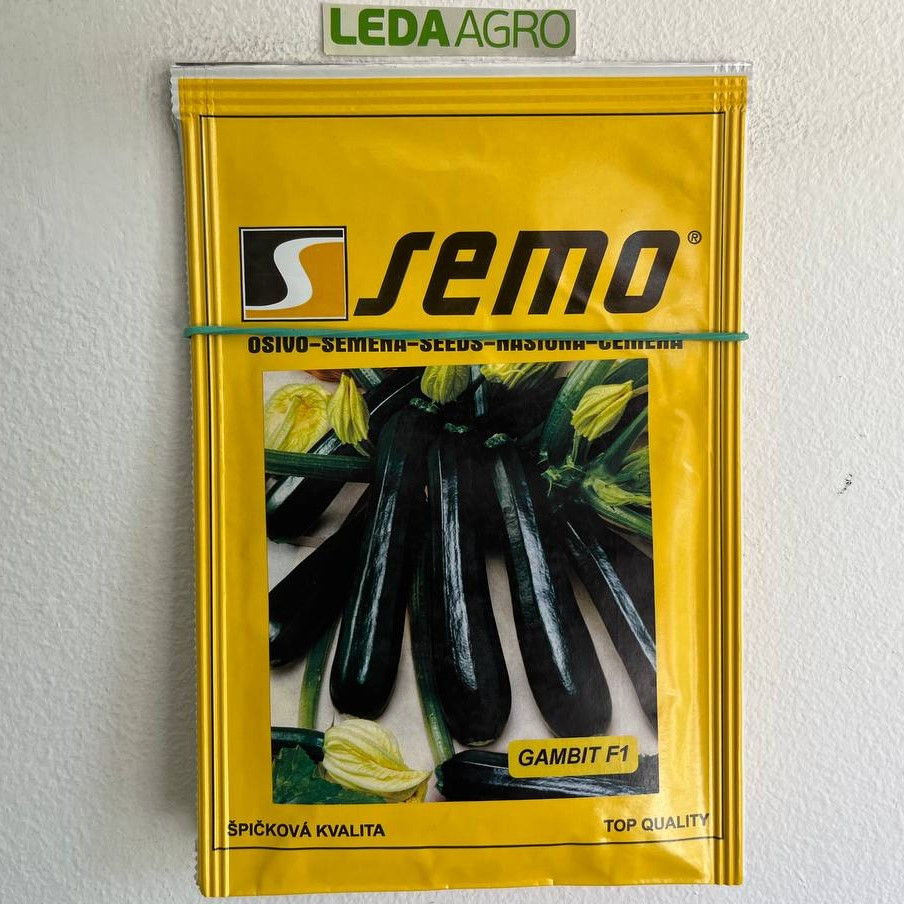 LEDAAGRO
semo®
OSIVO-SEMENA-SEEDS-NASIONA-СЕМЕНА
GAMBIT F1
ŠPIČKOVÁ KVALITA
TOP QUALITY